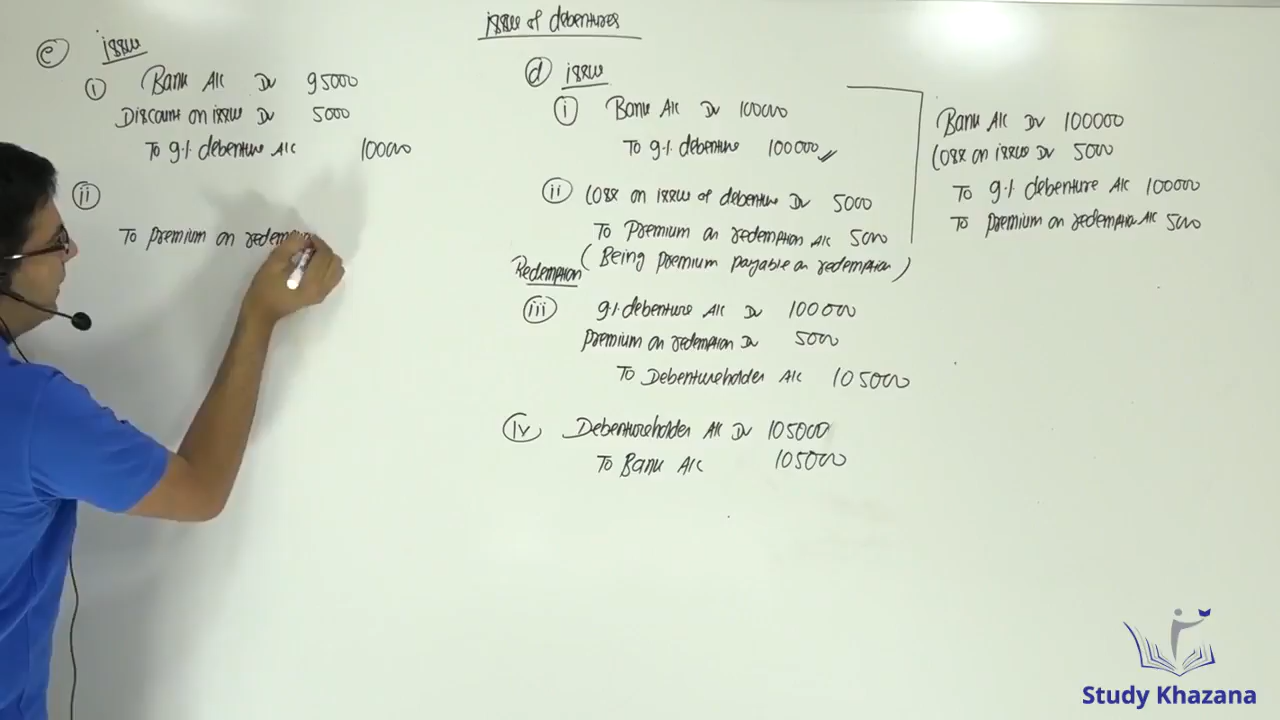 issue of debentures
e issue
i Bank A/c Dr 95000
Discount on issue Dr 5000
To 9% debenture A/c 100000
ii
To premium on redemption
d issue
i Bank A/c Dr 100000
To 9% debenture 100000
ii Loss on issue of debenture Dr 5000
To Premium on redemption A/c 5000
(Being premium payable on redemption)
Redemption
iii 9% debenture A/c Dr 100000
Premium on redemption Dr 5000
To Debentureholder A/c 105000
iv Debentureholder A/c Dr 105000
To Bank A/c 105000
Bank A/c Dr 100000
Loss on issue Dr 5000
To 9% debenture A/c 100000
To premium on redemption A/c 5000
Study Khazana